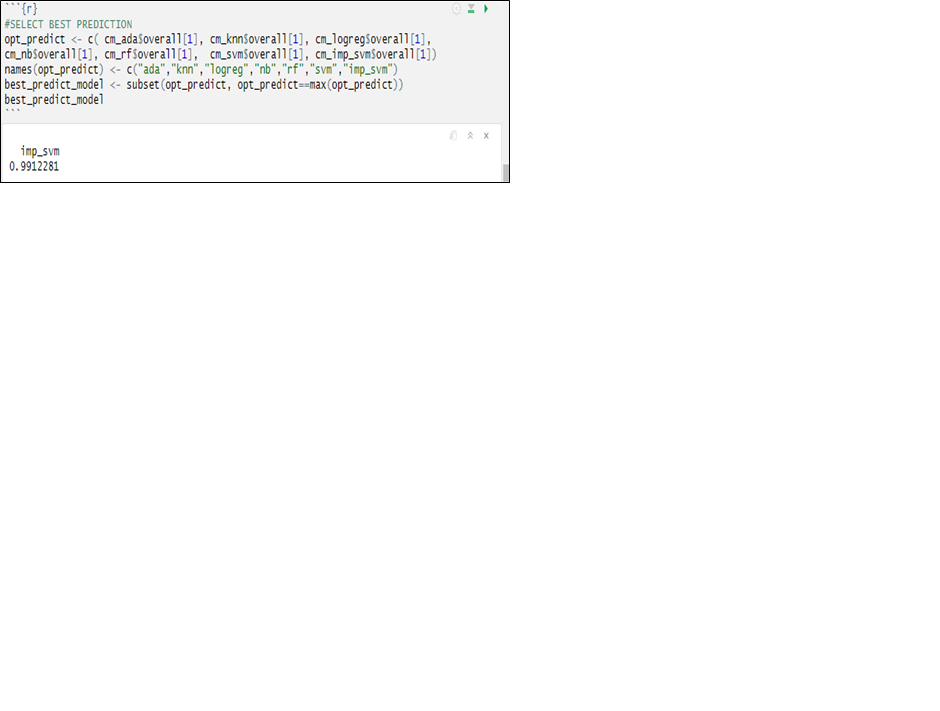 ```{r}
#SELECT BEST PREDICTION
opt_predict <- c( cm_ada$overall[1], cm_knn$overall[1], cm_logreg$overall[1],
cm_nb$overall[1], cm_rf$overall[1],  cm_svm$overall[1], cm_imp_svm$overall[1])
names(opt_predict) <- c("ada","knn","logreg","nb","rf","svm","imp_svm")
best_predict_model <- subset(opt_predict, opt_predict==max(opt_predict))
best_predict_model
```
imp_svm
0.9912281